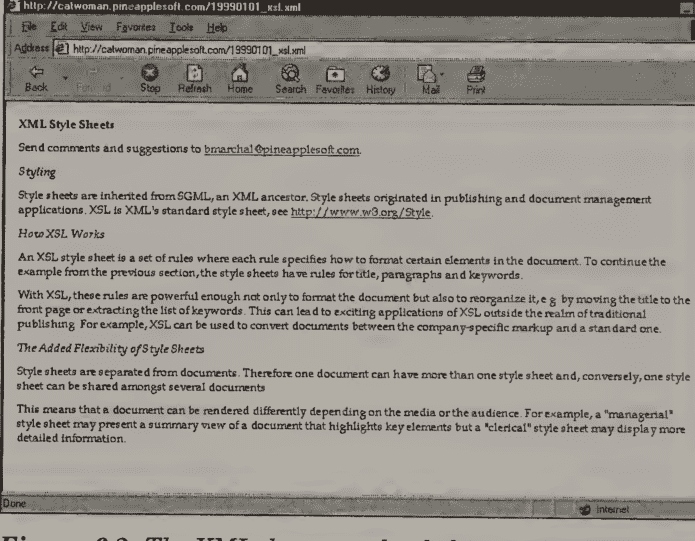 http://catwoman.pineapplesoft.com/19990101_xsl.xml
File Edit View Favorites Tools Help
Address http://catwoman.pineapplesoft.com/19990101_xsl.xml
Back Forward Stop Refresh Home Search Favorites History Mail Print
XML Style Sheets
Send comments and suggestions to bmarchal@pineapplesoft.com.
Styling
Style sheets are inherited from SGML, an XML ancestor. Style sheets originated in publishing and document management
applications. XSL is XML's standard style sheet, see http://www.w3.org/Style.
How XSL Works
An XSL style sheet is a set of rules where each rule specifies how to format certain elements in the document. To continue the
example from the previous section, the style sheets have rules for title, paragraphs and keywords.
With XSL, these rules are powerful enough not only to format the document but also to reorganize it, e g by moving the title to the
front page or extracting the list of keywords. This can lead to exciting applications of XSL outside the realm of traditional
publishing For example, XSL can be used to convert documents between the company-specific markup and a standard one.
The Added Flexibility of Style Sheets
Style sheets are separated from documents. Therefore one document can have more than one style sheet and, conversely, one style
sheet can be shared amongst several documents
This means that a document can be rendered differently depending on the media or the audience. For example, a "managerial"
style sheet may present a summary view of a document that highlights key elements but a "clerical" style sheet may display more
detailed information.
Done Internet